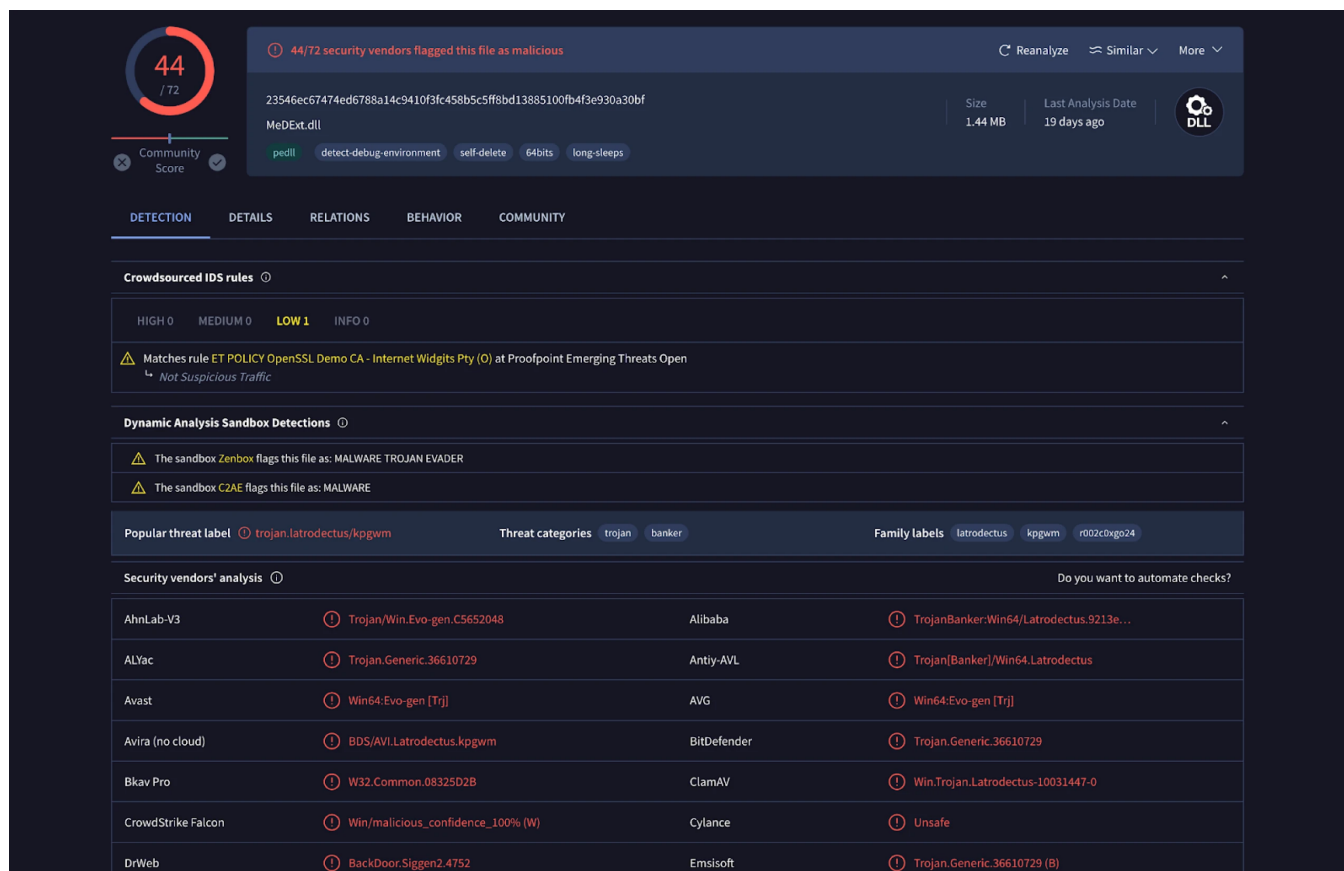 44
/ 72
Community
Score
44/72 security vendors flagged this file as malicious
Reanalyze Similar More
23546ec67474ed6788a14c9410f3fc458b5c5ff8bd13885100fb4f3e930a30bf
MeDExt.dll
pedll detect-debug-environment self-delete 64bits long-sleeps
Size
1.44 MB
Last Analysis Date
19 days ago
DLL
DETECTION DETAILS RELATIONS BEHAVIOR COMMUNITY
Crowdsourced IDS rules
HIGH 0 MEDIUM 0 LOW 1 INFO 0
Matches rule ET POLICY OpenSSL Demo CA - Internet Widgits Pty (O) at Proofpoint Emerging Threats Open
Not Suspicious Traffic
Dynamic Analysis Sandbox Detections
The sandbox Zenbox flags this file as: MALWARE TROJAN EVADER
The sandbox C2AE flags this file as: MALWARE
Popular threat label trojan.latrodectus/kpgwm Threat categories trojan banker Family labels latrodectus kpgwm r002c0xgo24
Security vendors' analysis Do you want to automate checks?
AhnLab-V3 Trojan/Win.Evo-gen.C5652048 Alibaba TrojanBanker:Win64/Latrodectus.9213e...
ALYac Trojan.Generic.36610729 Antiy-AVL Trojan[Banker]/Win64.Latrodectus
Avast Win64:Evo-gen [Trj] AVG Win64:Evo-gen [Trj]
Avira (no cloud) BDS/AVI.Latrodectus.kpgwm BitDefender Trojan.Generic.36610729
Bkav Pro W32.Common.08325D2B ClamAV Win.Trojan.Latrodectus-10031447-0
CrowdStrike Falcon Win/malicious_confidence_100% (W) Cylance Unsafe
DrWeb BackDoor.Siggen2.4752 Emsisoft Trojan.Generic.36610729 (B)